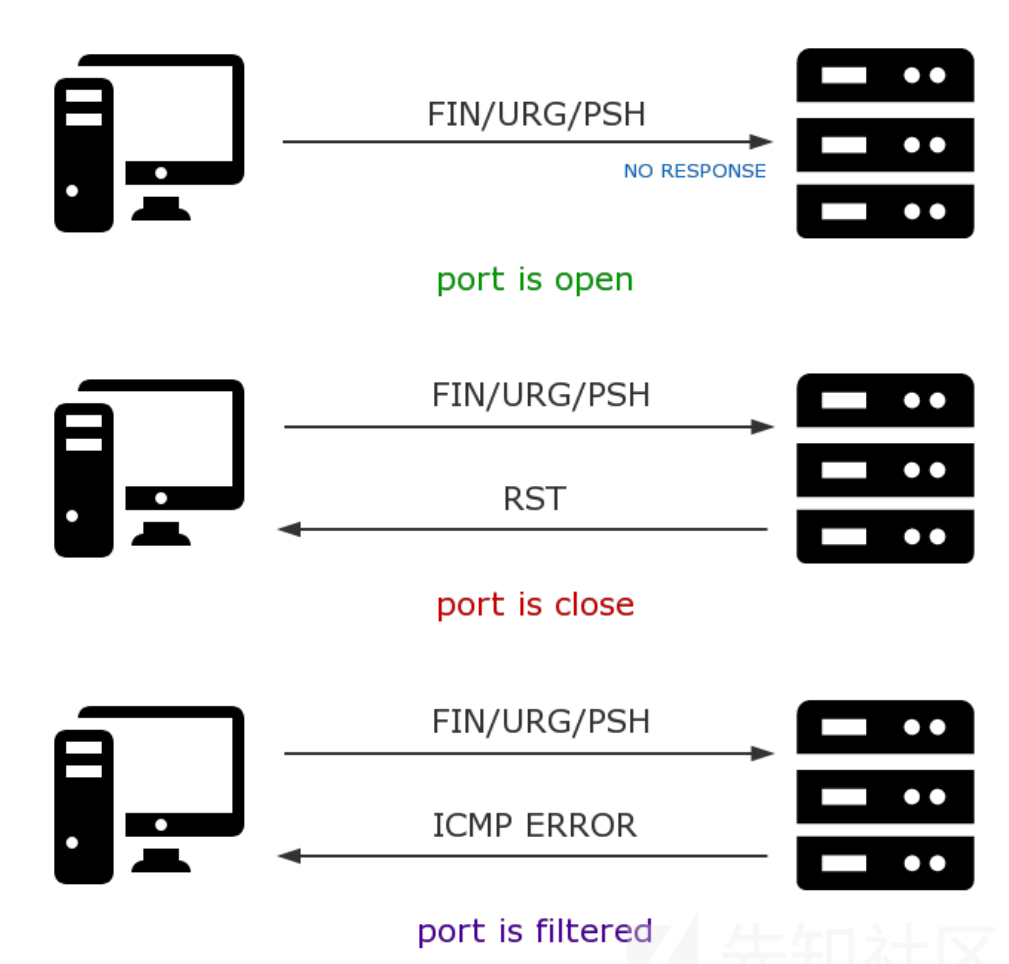 FIN/URG/PSH
NO RESPONSE
port is open
FIN/URG/PSH
RST
port is close
FIN/URG/PSH
ICMP ERROR
port is filtered
先知社区